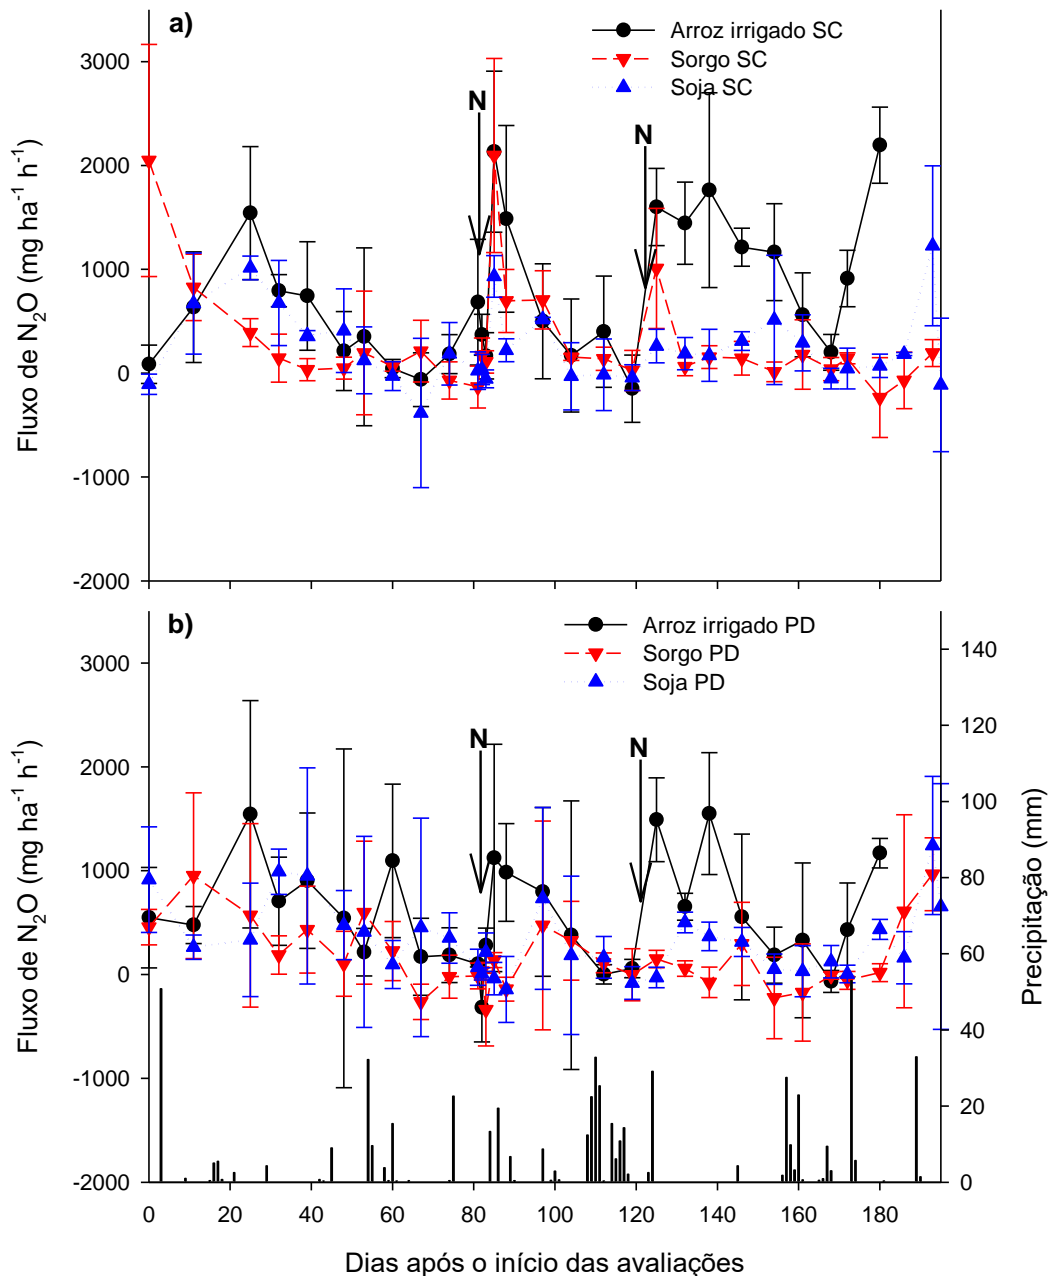 a)
Arroz irrigado SC
Sorgo SC
Soja SC
N
N
Fluxo de N₂O (mg ha⁻¹ h⁻¹)
3000
2000
1000
0
-1000
-2000
b)
Arroz irrigado PD
Sorgo PD
Soja PD
N
N
Fluxo de N₂O (mg ha⁻¹ h⁻¹)
3000
2000
1000
0
-1000
-2000
140
120
100
80
60
40
20
0
Precipitação (mm)
0 20 40 60 80 100 120 140 160 180
Dias após o início das avaliações